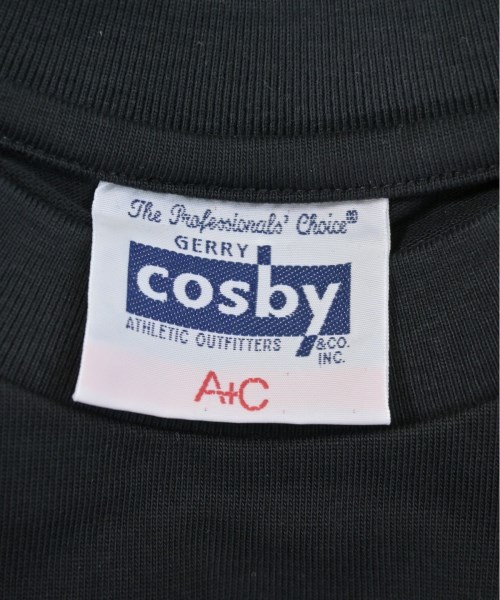 The Professionals' Choice®
GERRY
cosby
ATHLETIC OUTFITTERS &CO. INC.
A+C